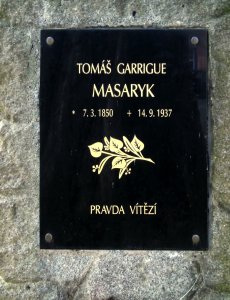 TOMÁŠ GARRIGUE
MASARYK
* 7. 3. 1850 + 14. 9. 1937
PRAVDA VÍTĚZÍ